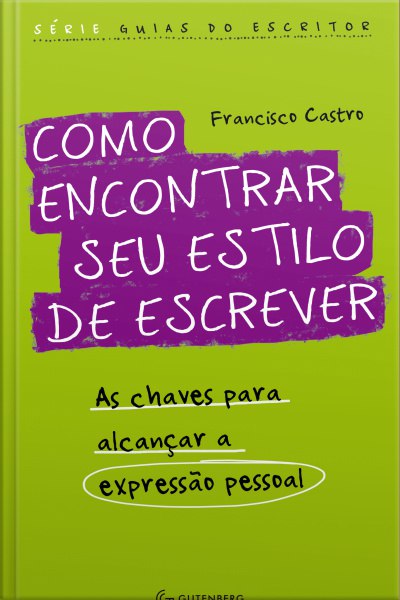 SÉRIE GUIAS DO ESCRITOR
Francisco Castro
COMO
ENCONTRAR
SEU ESTILO
DE ESCREVER
As chaves para
alcançar a
expressão pessoal
GUTENBERG